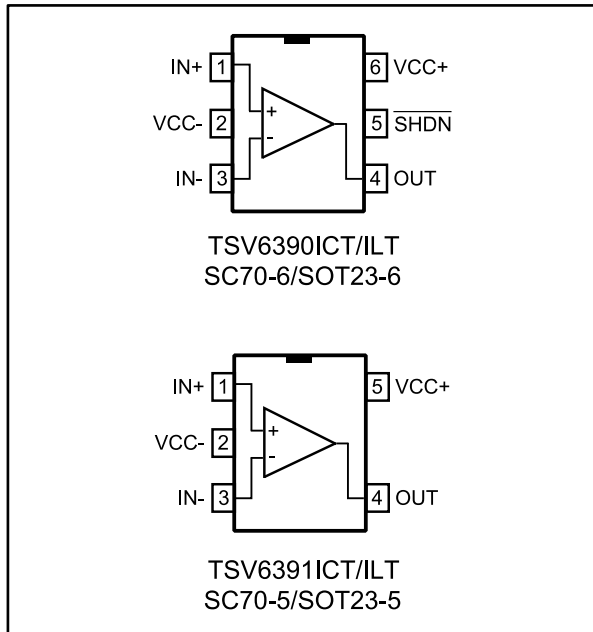 IN+ 1 6 VCC+
+
VCC- 2 5 SHDN
-
IN- 3 4 OUT
TSV6390ICT/ILT
SC70-6/SOT23-6
IN+ 1 5 VCC+
+
VCC- 2
-
IN- 3 4 OUT
TSV6391ICT/ILT
SC70-5/SOT23-5